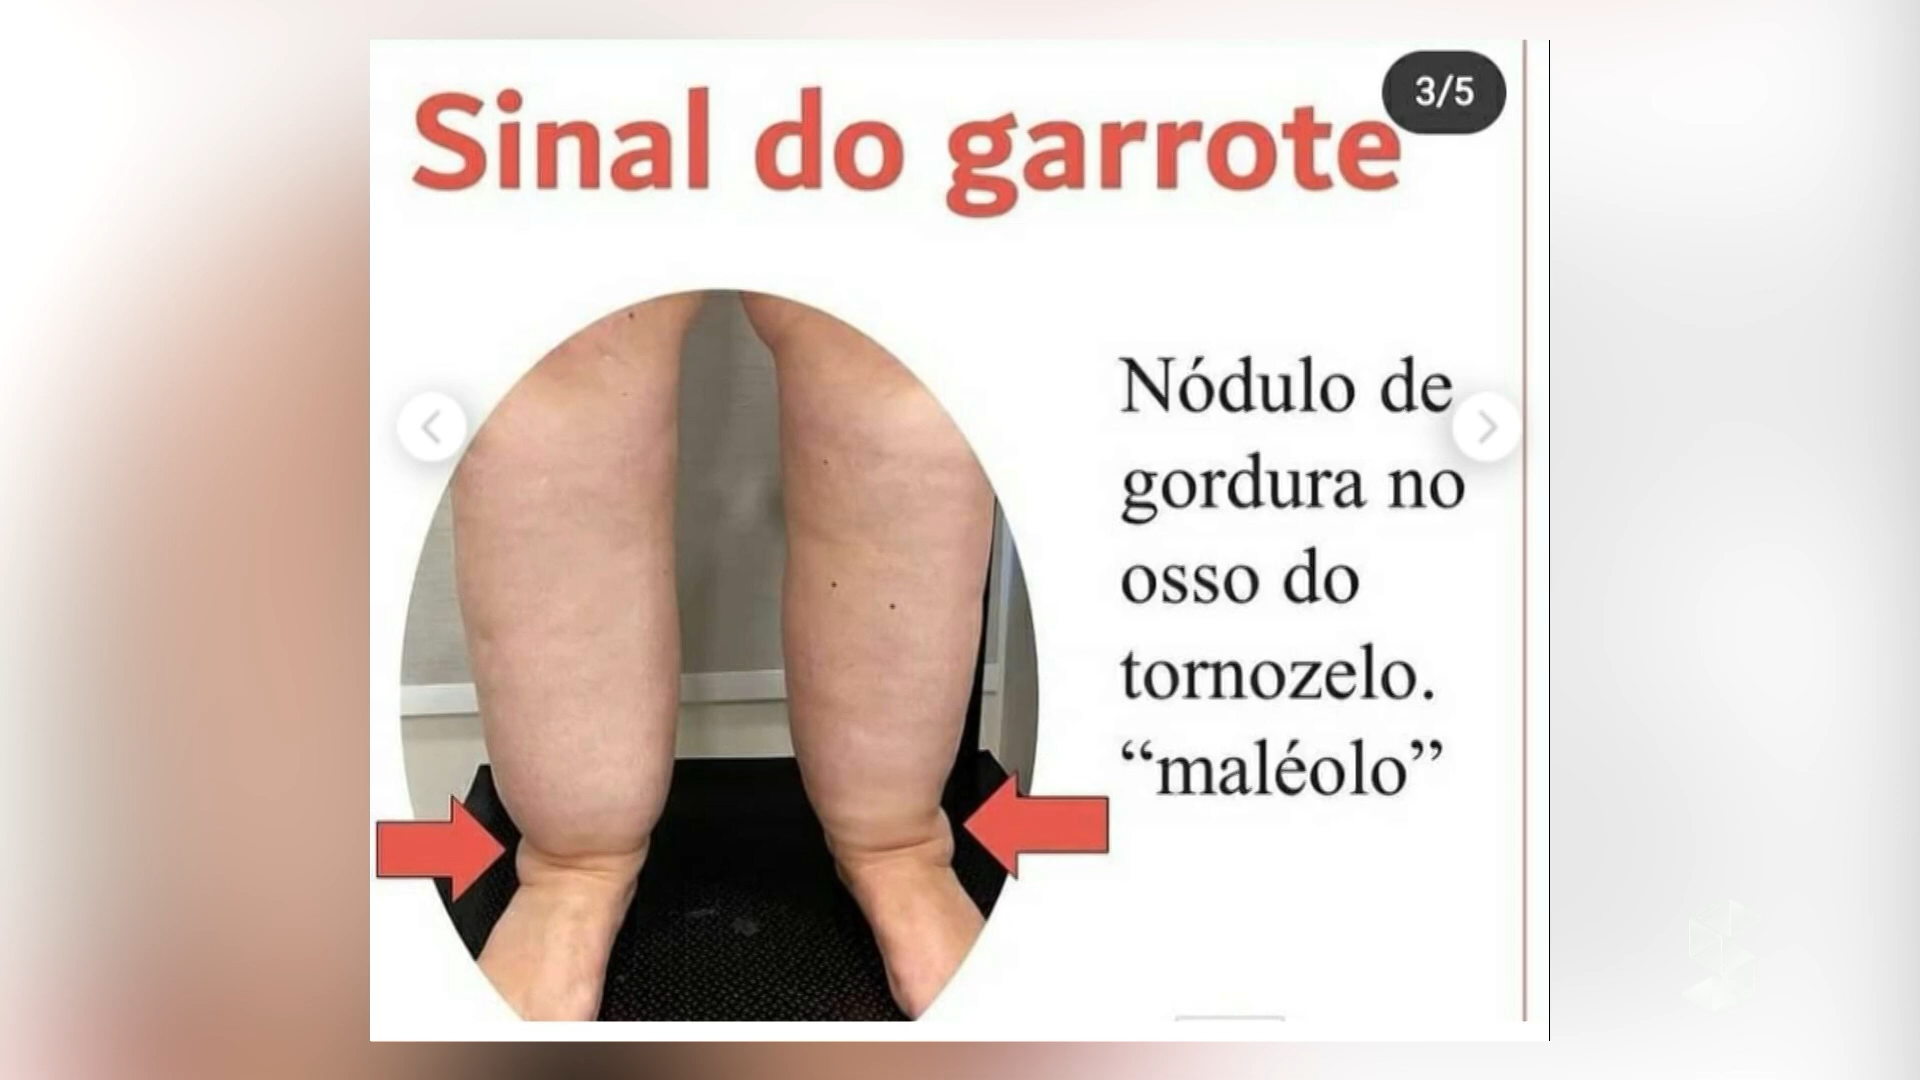 Sinal do garrote
3/5
Nódulo de
gordura no
osso do
tornozelo.
“maléolo”